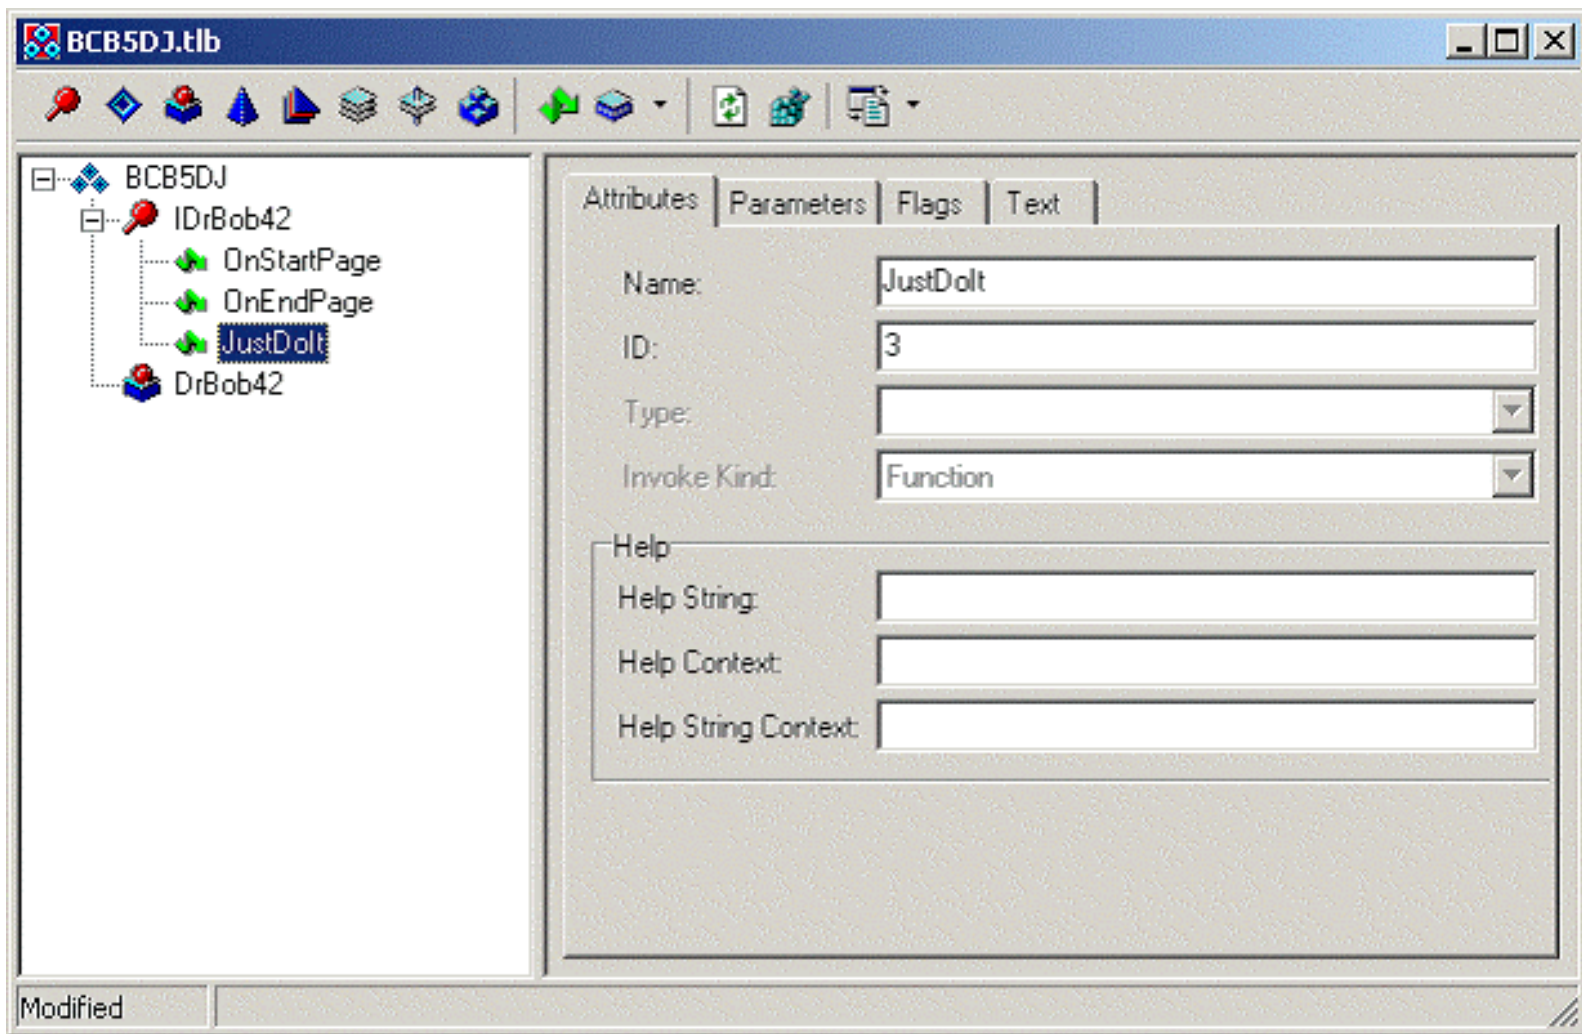 BCB5DJ.tlb
BCB5DJ
IDrBob42
OnStartPage
OnEndPage
JustDoIt
DrBob42
Attributes Parameters Flags Text
Name: JustDoIt
ID: 3
Type:
Invoke Kind: Function
Help
Help String:
Help Context:
Help String Context:
Modified